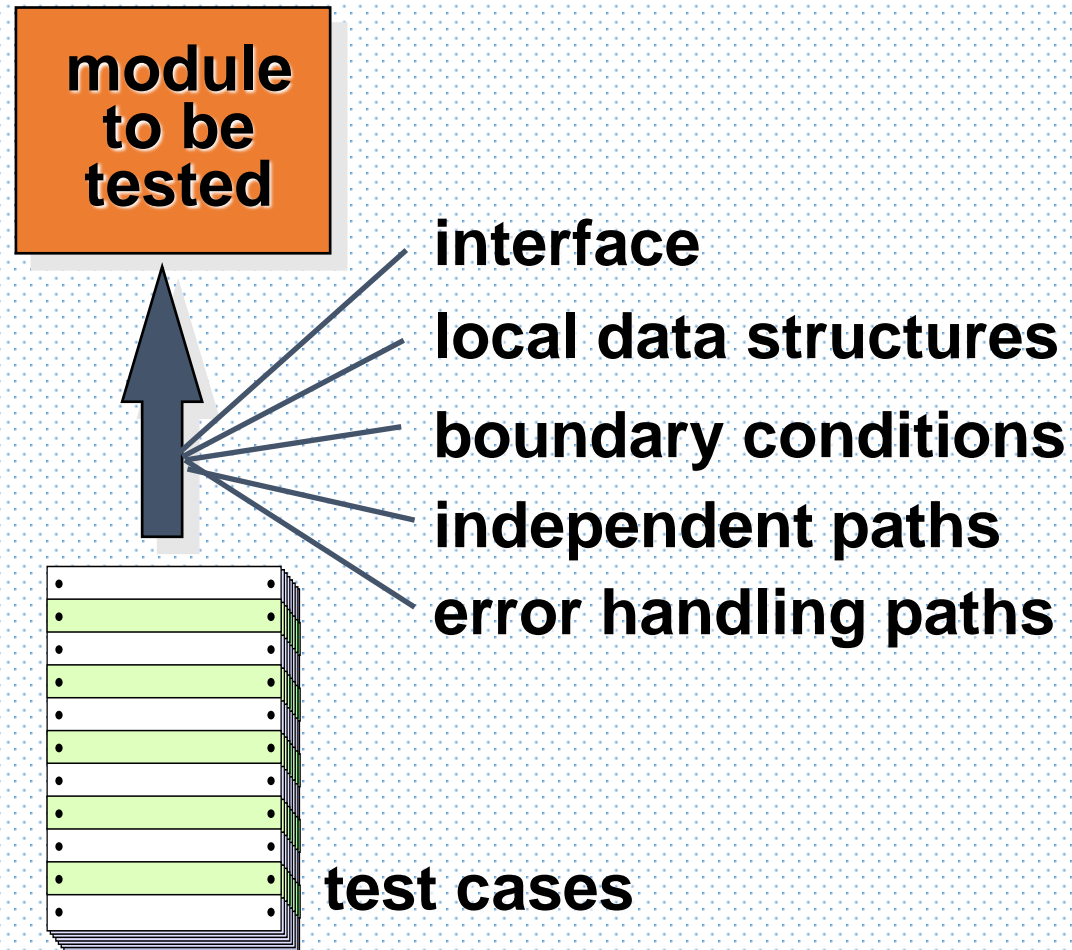 module
to be
tested
interface
local data structures
boundary conditions
independent paths
error handling paths
test cases